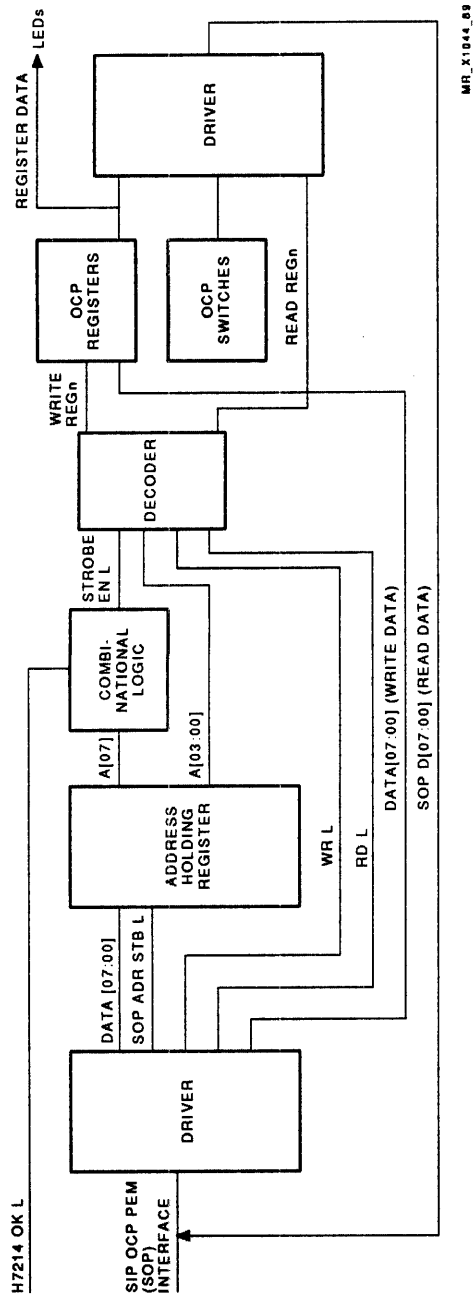 H7214 OK L
SIP OCP PEM
(SOP)
INTERFACE
DRIVER
DATA [07:00]
SOP ADR STB L
ADDRESS
HOLDING
REGISTER
A[07]
A[03:00]
COMBI-
NATIONAL
LOGIC
STROBE
EN L
DECODER
WRITE
REGn
OCP
REGISTERS
REGISTER DATA
LEDs
OCP
SWITCHES
READ REGn
DRIVER
WR L
RD L
DATA[07:00] (WRITE DATA)
SOP D[07:00] (READ DATA)
MR_X1044_89